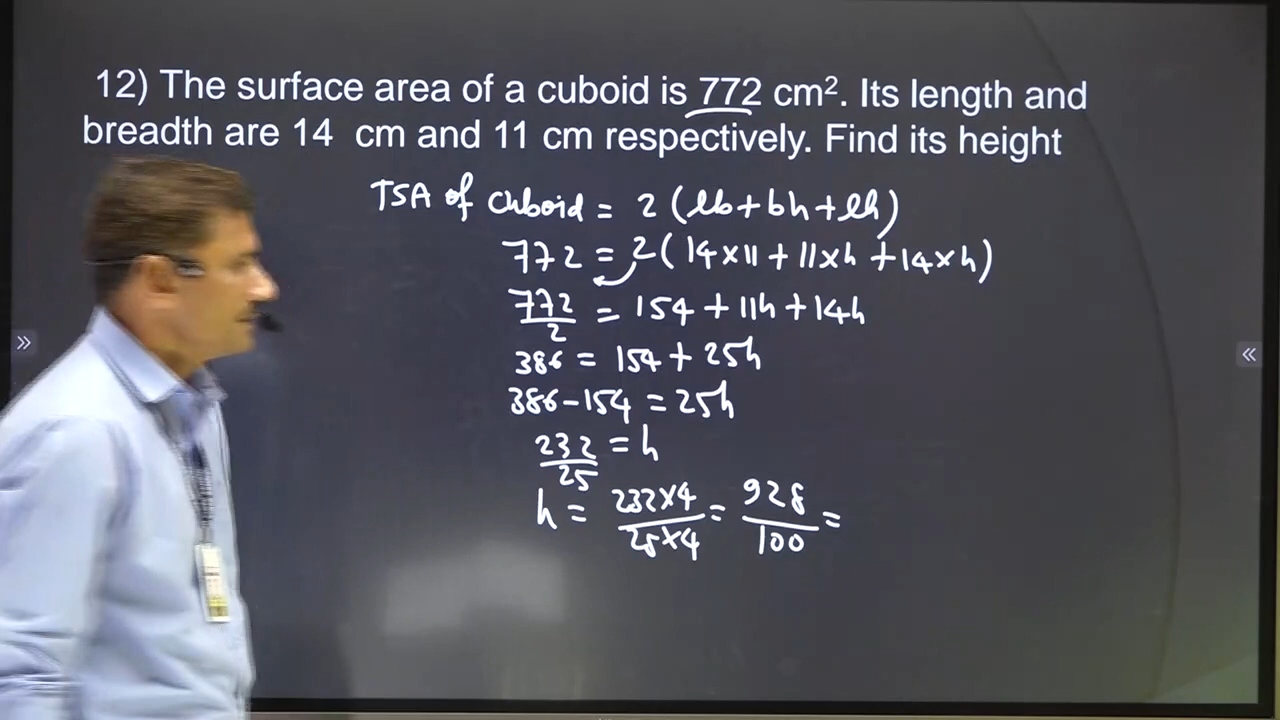 12) The surface area of a cuboid is 772 cm². Its length and
breadth are 14 cm and 11 cm respectively. Find its height
TSA of Cuboid = 2 (lb+bh+lh)
772 = 2(14×11+11×h+14×h)
772/2 = 154+11h+14h
386 = 154+25h
386-154 = 25h
232/25 = h
h = 232×4/25×4 = 928/100 =